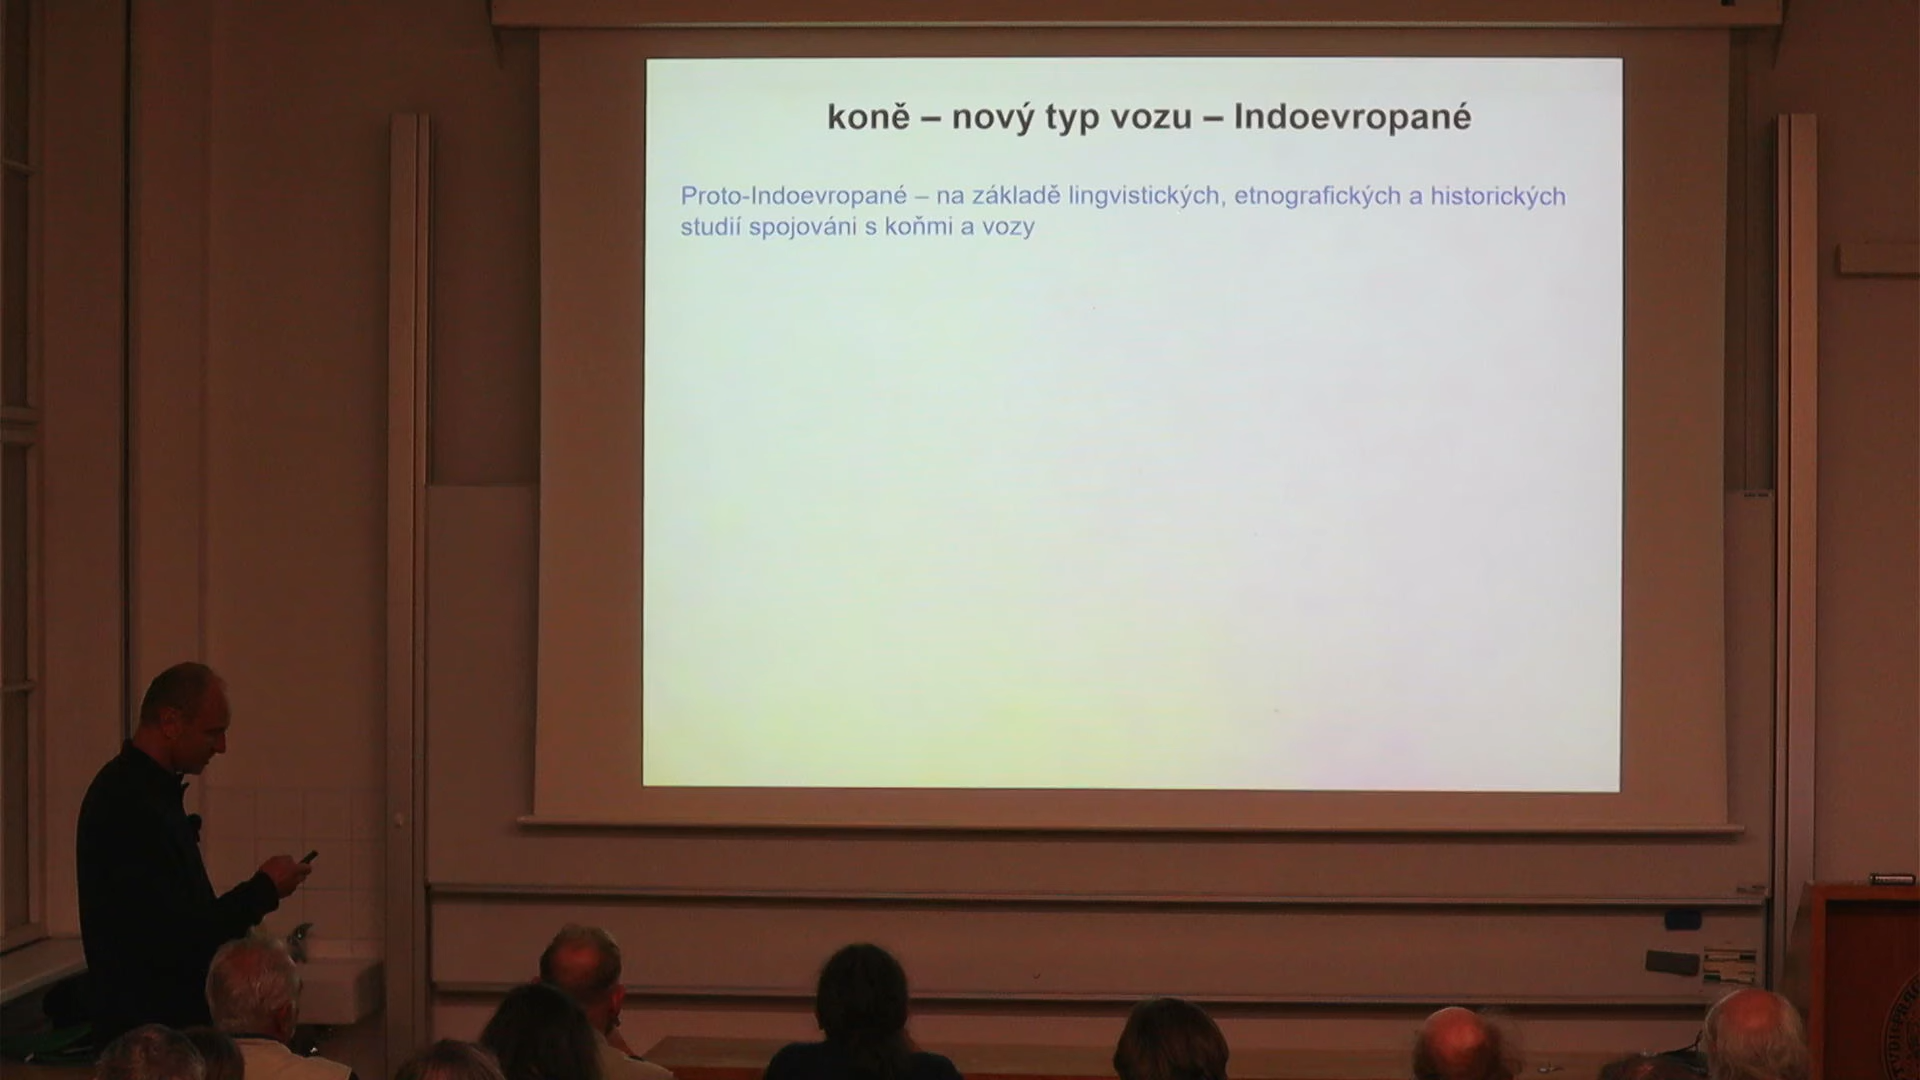 koně – nový typ vozu – Indoevropané
Proto-Indoevropané – na základě lingvistických, etnografických a historických
studií spojováni s koňmi a vozy